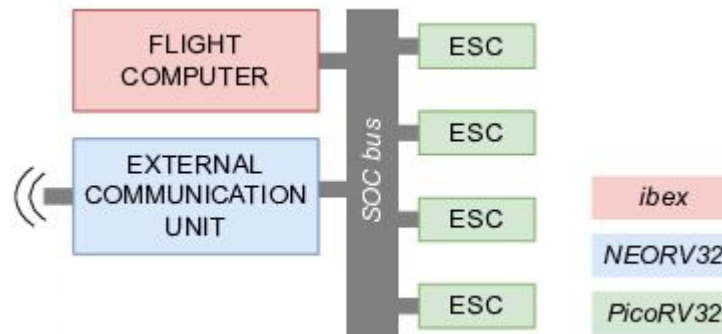 FLIGHT
COMPUTER
EXTERNAL
COMMUNICATION
UNIT
SOC bus
ESC
ESC
ESC
ESC
ibex
NEORV32
PicoRV32